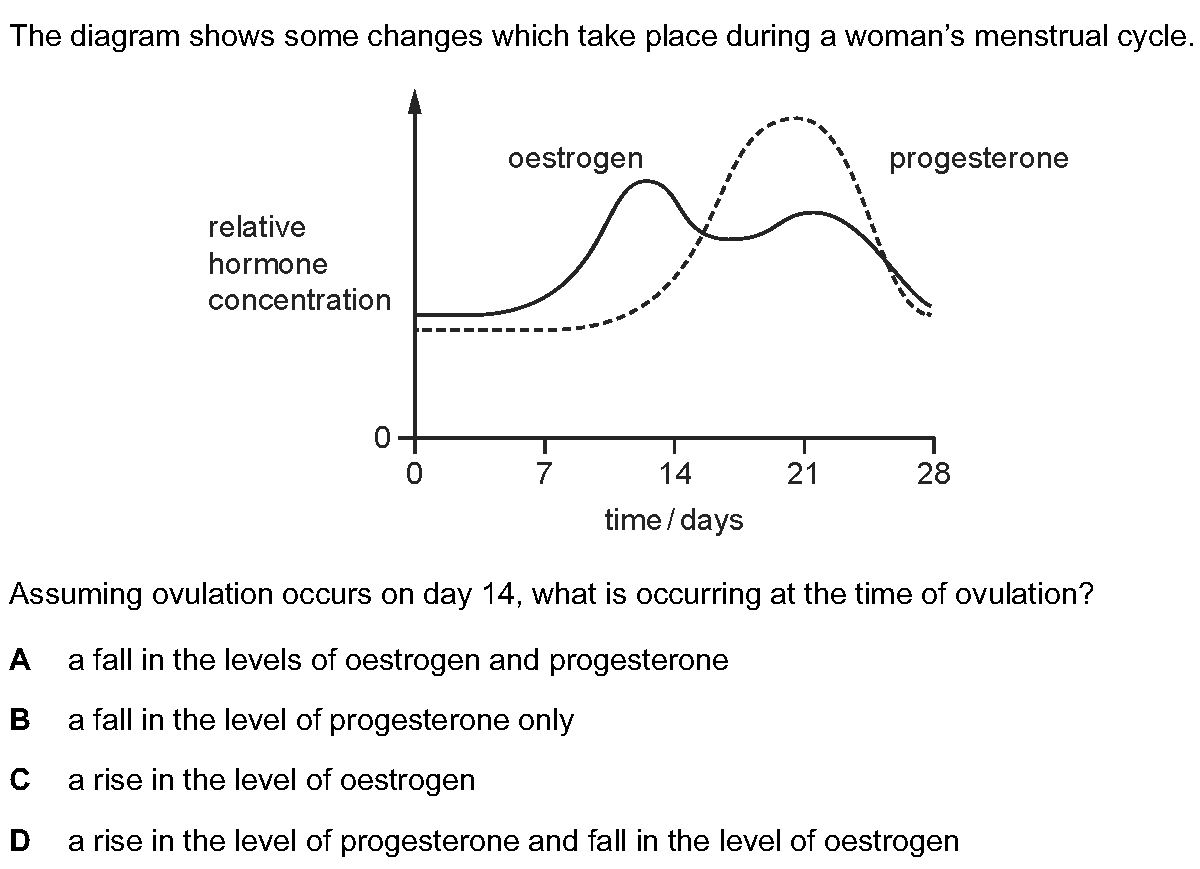 The diagram shows some changes which take place during a woman’s menstrual cycle.
oestrogen
progesterone
relative
hormone
concentration
0
0
7
14
21
28
time / days
Assuming ovulation occurs on day 14, what is occurring at the time of ovulation?
A a fall in the levels of oestrogen and progesterone
B a fall in the level of progesterone only
C a rise in the level of oestrogen
D a rise in the level of progesterone and fall in the level of oestrogen